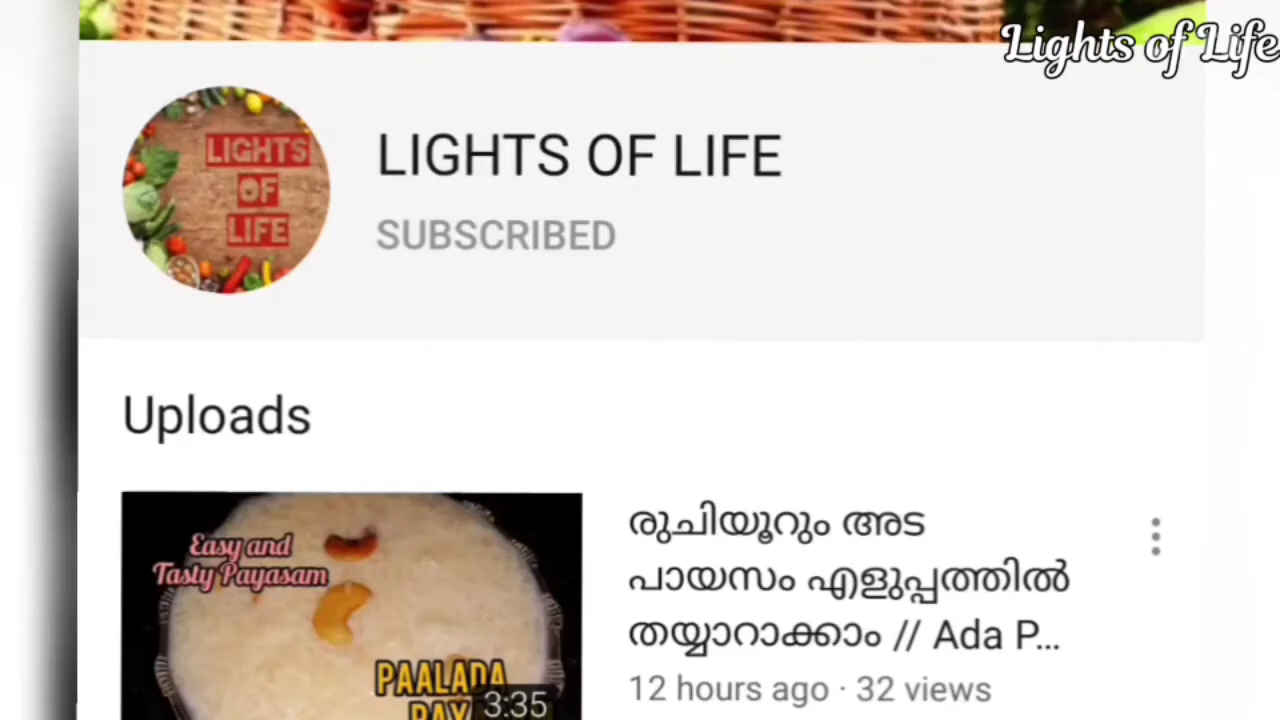 Lights of Life
LIGHTS
OF
LIFE
LIGHTS OF LIFE
SUBSCRIBED
Uploads
Easy and
Tasty Payasam
PAALADA
3:35
രുചിയൂറും അട
പായസം എളുപ്പത്തിൽ
തയ്യാറാക്കാം // Ada P...
12 hours ago · 32 views